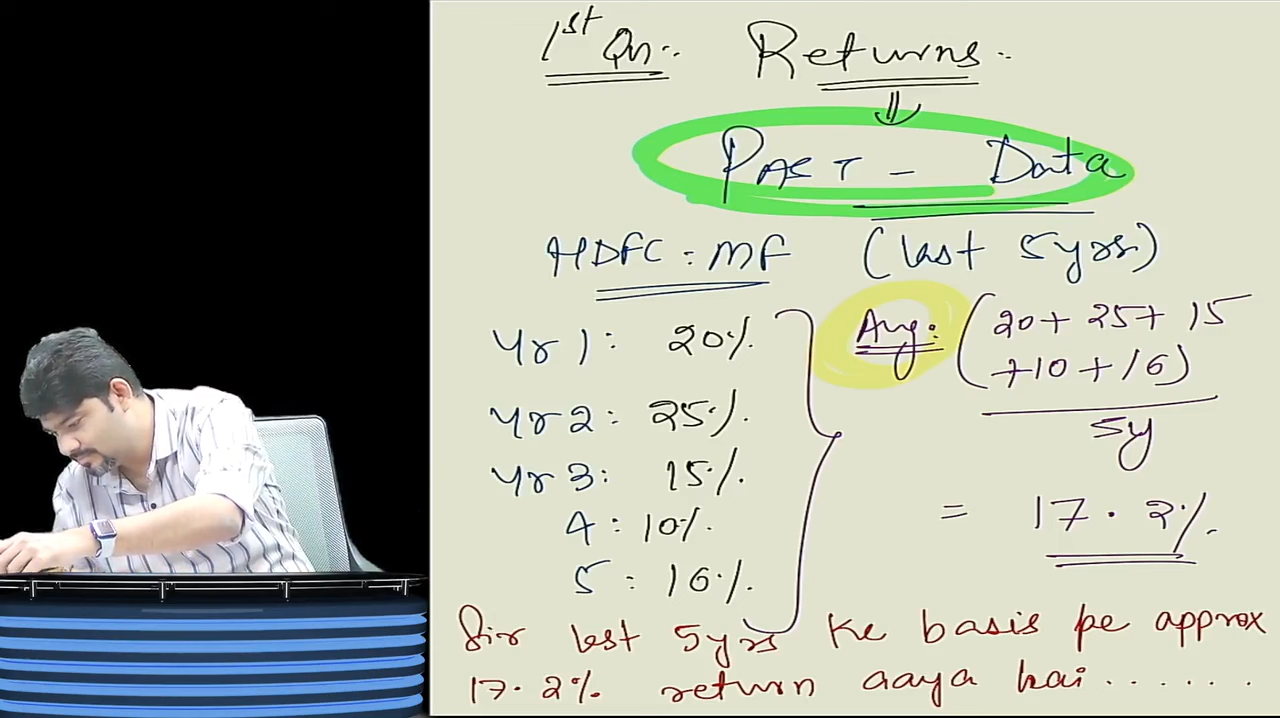 1st Qn:. Returns:
⇓
PAST - Data
HDFC: MF (last 5yrs)
Yr 1: 20%.
Yr 2: 25%.
Yr 3: 15%.
4: 10%.
5: 16%.
Avg: (20+ 25+ 15
+10+16)
5y
= 17.2%.
Sir last 5yrs ke basis pe approx
17.2% return aaya hai......